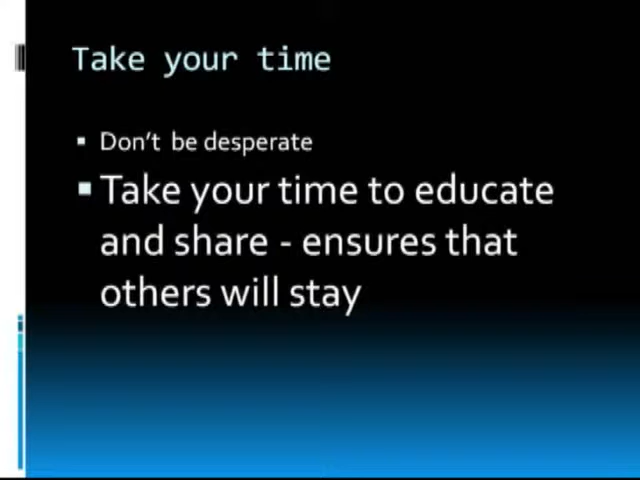 Take your time
Don't be desperate
Take your time to educate
and share - ensures that
others will stay